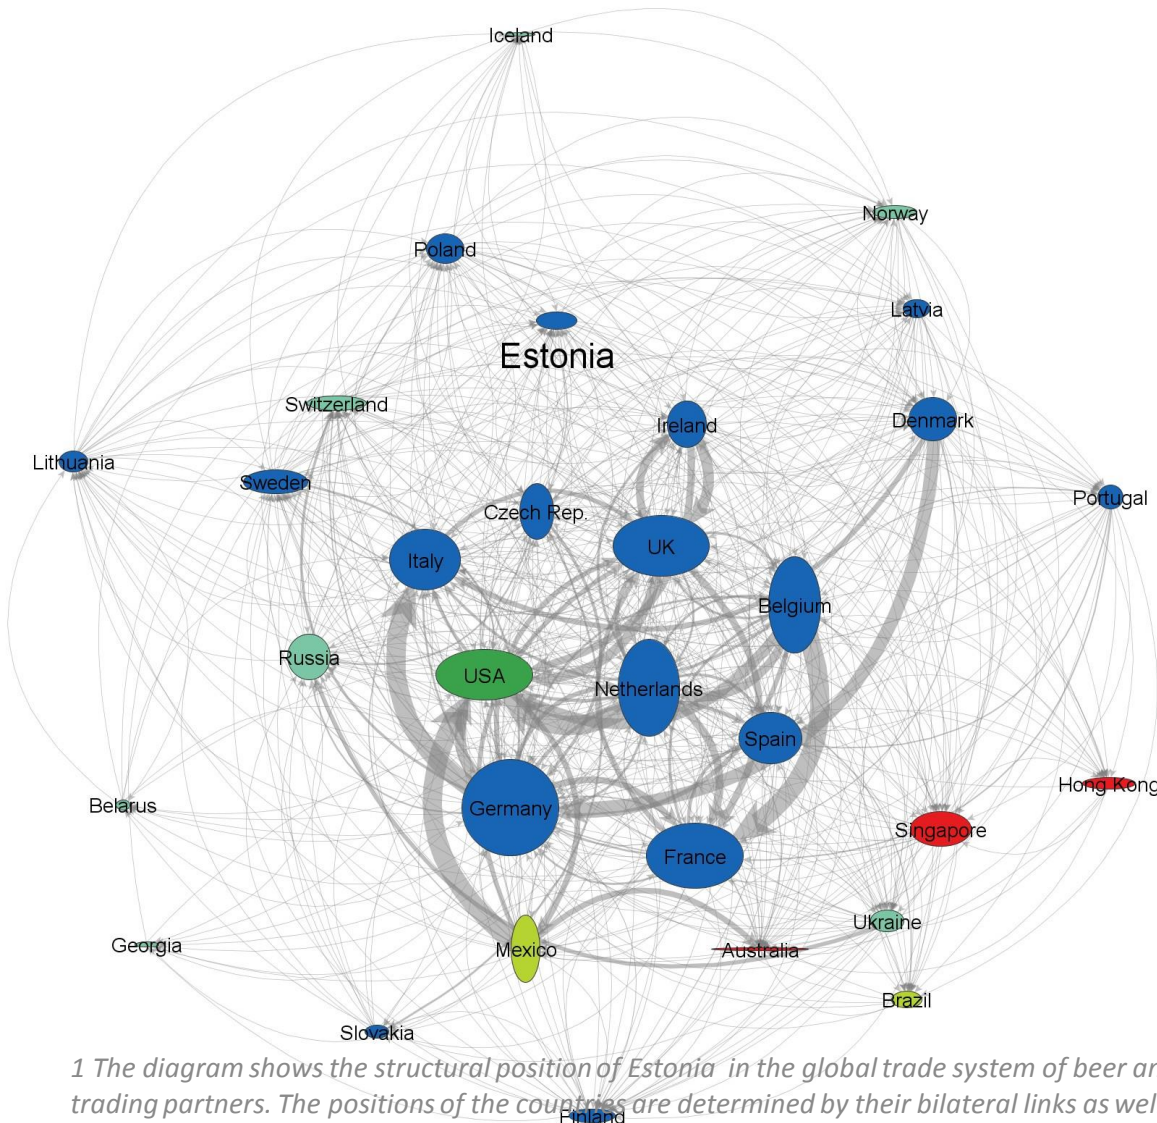 Iceland
Norway
Poland
Latvia
Estonia
Switzerland
Ireland
Denmark
Lithuania
Sweden
Portugal
Czech Rep.
UK
Italy
Belgium
Russia
USA
Netherlands
Spain
Hong Kong
Belarus
Germany
Singapore
France
Ukraine
Georgia
Mexico
Australia
Brazil
Slovakia
1 The diagram shows the structural position of Estonia in the global trade system of beer
trading partners. The positions of the countries are determined by their bilateral links as
Finland